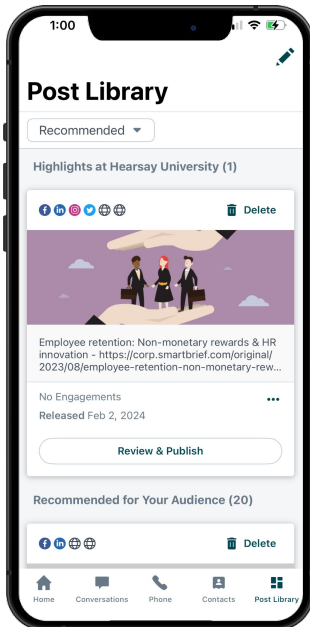 1:00
Post Library
Recommended
Highlights at Hearsay University (1)
Delete
Employee retention: Non-monetary rewards & HR
innovation - https://corp.smartbrief.com/original/
2023/08/employee-retention-non-monetary-rew...
No Engagements
Released Feb 2, 2024
Review & Publish
Recommended for Your Audience (20)
Delete
Home
Conversations
Phone
Contacts
Post Library